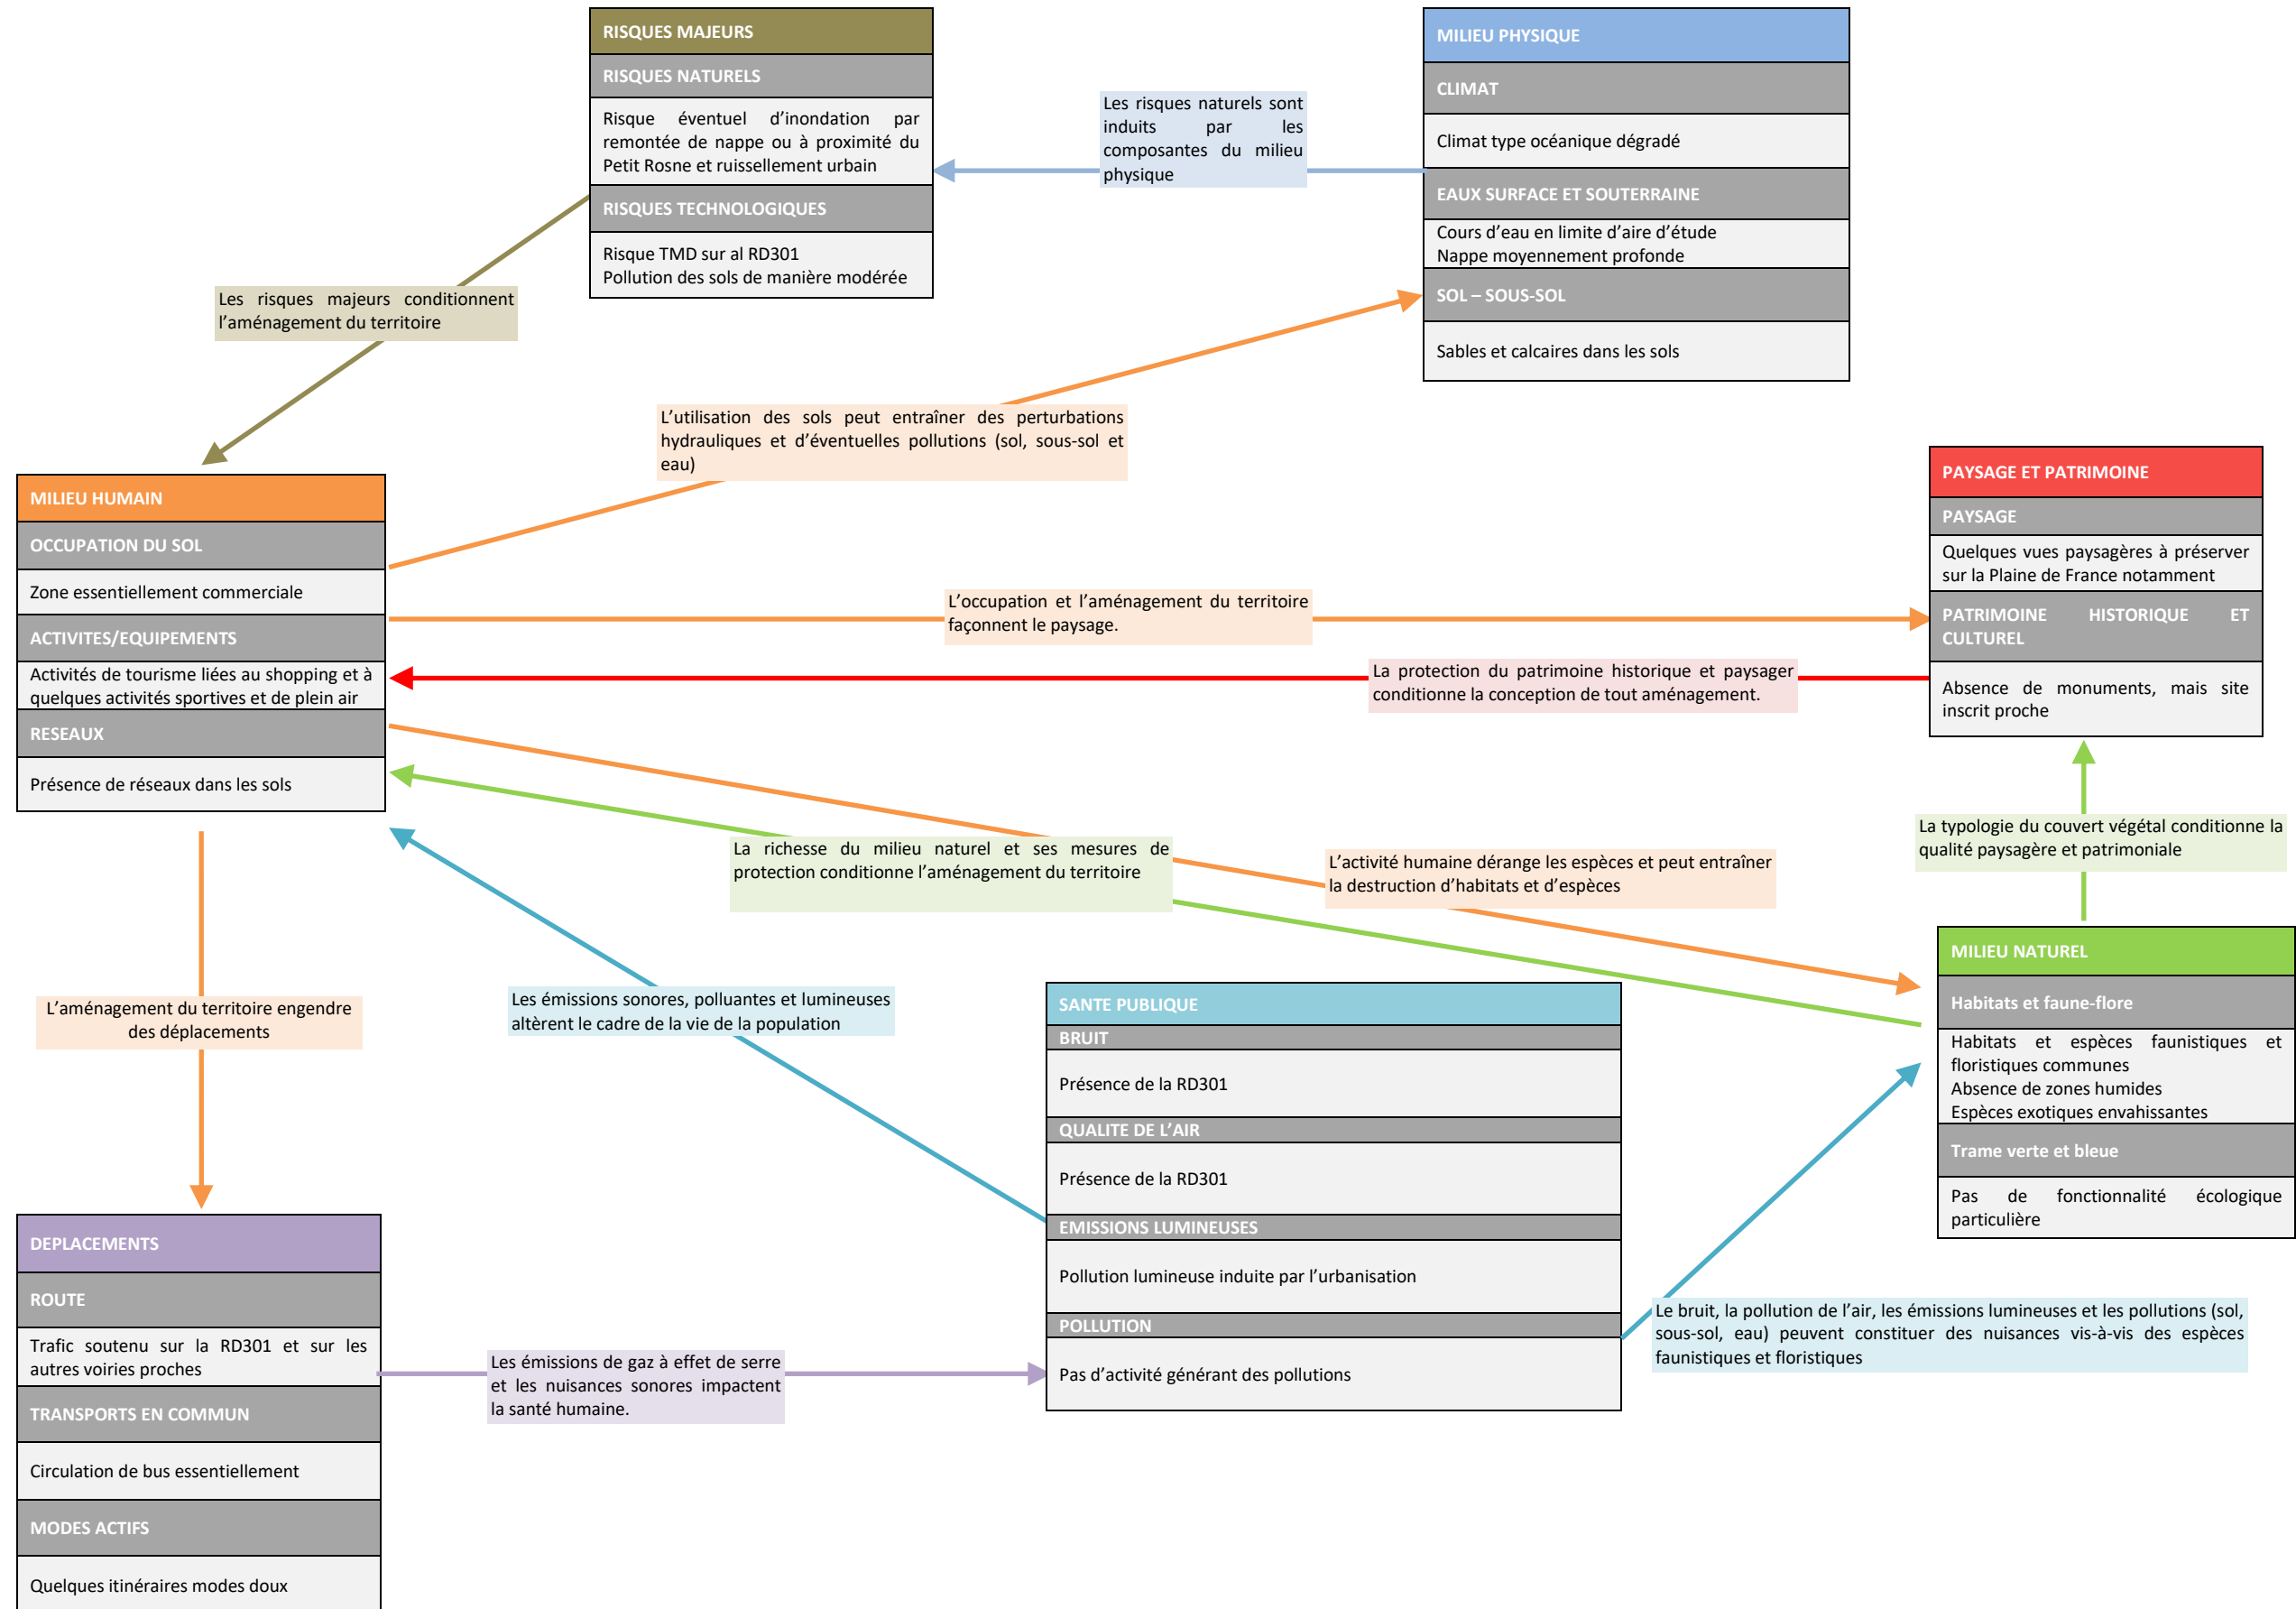 RISQUES MAJEURS
RISQUES NATURELS
Risque éventuel d’inondation par
remontée de nappe ou à proximité du
Petit Rosne et ruissellement urbain
RISQUES TECHNOLOGIQUES
Risque TMD sur al RD301
Pollution des sols de manière modérée
Les risques naturels sont
induits par les
composantes du milieu
physique
MILIEU PHYSIQUE
CLIMAT
Climat type océanique dégradé
EAUX SURFACE ET SOUTERRAINE
Cours d’eau en limite d’aire d’étude
Nappe moyennement profonde
SOL – SOUS-SOL
Sables et calcaires dans les sols
Les risques majeurs conditionnent
l’aménagement du territoire
L’utilisation des sols peut entraîner des perturbations
hydrauliques et d’éventuelles pollutions (sol, sous-sol et
eau)
MILIEU HUMAIN
OCCUPATION DU SOL
Zone essentiellement commerciale
ACTIVITES/EQUIPEMENTS
Activités de tourisme liées au shopping et à
quelques activités sportives et de plein air
RESEAUX
Présence de réseaux dans les sols
L’occupation et l’aménagement du territoire
façonnent le paysage.
La protection du patrimoine historique et paysager
conditionne la conception de tout aménagement.
PAYSAGE ET PATRIMOINE
PAYSAGE
Quelques vues paysagères à préserver
sur la Plaine de France notamment
PATRIMOINE HISTORIQUE ET
CULTUREL
Absence de monuments, mais site
inscrit proche
La typologie du couvert végétal conditionne la
qualité paysagère et patrimoniale
La richesse du milieu naturel et ses mesures de
protection conditionne l’aménagement du territoire
L’activité humaine dérange les espèces et peut entraîner
la destruction d’habitats et d’espèces
MILIEU NATUREL
Habitats et faune-flore
Habitats et espèces faunistiques et
floristiques communes
Absence de zones humides
Espèces exotiques envahissantes
Trame verte et bleue
Pas de fonctionnalité écologique
particulière
L’aménagement du territoire engendre
des déplacements
Les émissions sonores, polluantes et lumineuses
altèrent le cadre de la vie de la population
SANTE PUBLIQUE
BRUIT
Présence de la RD301
QUALITE DE L’AIR
Présence de la RD301
EMISSIONS LUMINEUSES
Pollution lumineuse induite par l’urbanisation
POLLUTION
Pas d’activité générant des pollutions
Le bruit, la pollution de l’air, les émissions lumineuses et les pollutions (sol,
sous-sol, eau) peuvent constituer des nuisances vis-à-vis des espèces
faunistiques et floristiques
DEPLACEMENTS
ROUTE
Trafic soutenu sur la RD301 et sur les
autres voiries proches
TRANSPORTS EN COMMUN
Circulation de bus essentiellement
MODES ACTIFS
Quelques itinéraires modes doux
Les émissions de gaz à effet de serre
et les nuisances sonores impactent
la santé humaine.